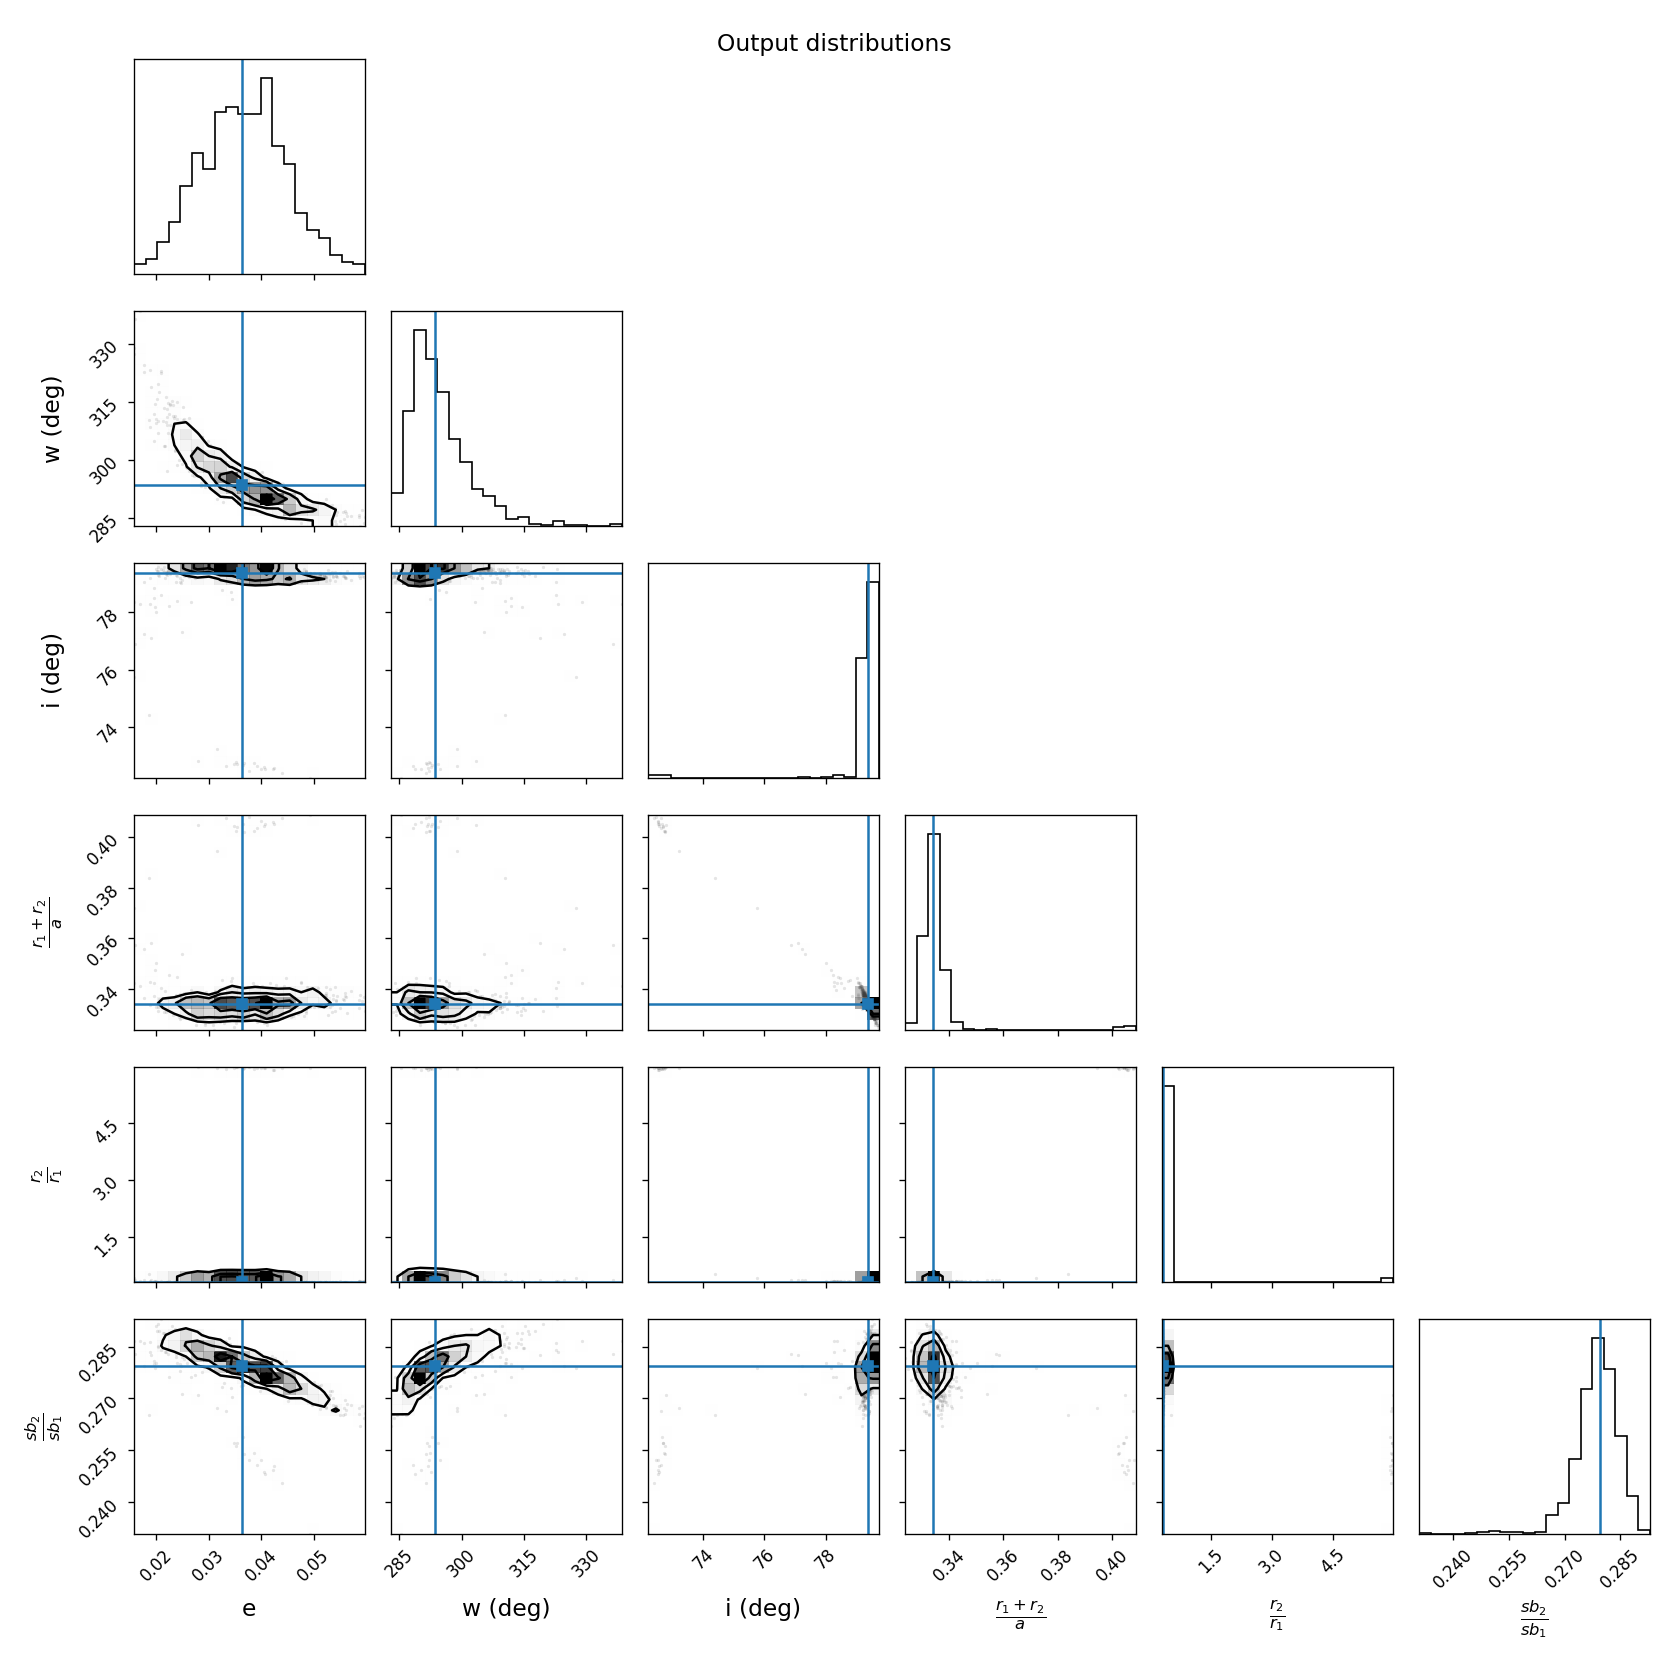 Output distributions
w (deg)
330
315
300
285
i (deg)
78
76
74
r₁ + r₂
a
0.40
0.38
0.36
0.34
r₂
r₁
4.5
3.0
1.5
sb₂
sb₁
0.285
0.270
0.255
0.240
0.02 0.03 0.04 0.05 285 300 315 330 74 76 78 0.34 0.36 0.38 0.40 1.5 3.0 4.5 0.240 0.255 0.270 0.285
e w (deg) i (deg) r₁ + r₂ r₂ sb₂
a r₁ sb₁